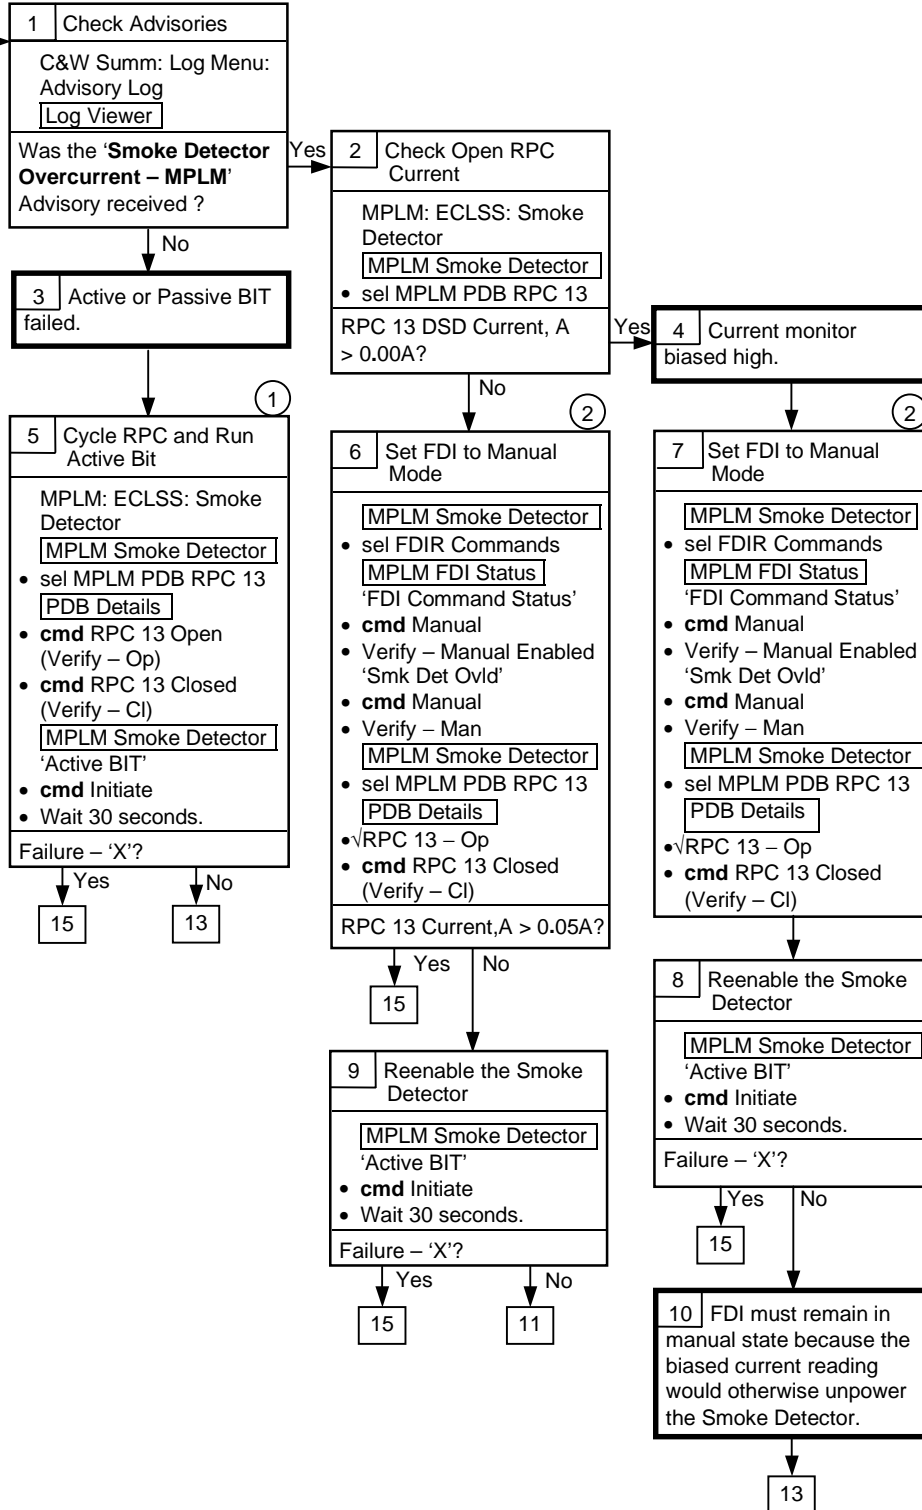 1 Check Advisories
C&W Summ: Log Menu:
Advisory Log
Log Viewer
Was the ‘Smoke Detector
Overcurrent – MPLM’
Advisory received ?
Yes
No
2 Check Open RPC
Current
MPLM: ECLSS: Smoke
Detector
MPLM Smoke Detector
• sel MPLM PDB RPC 13
RPC 13 DSD Current, A
> 0.00A?
Yes
No
3 Active or Passive BIT
failed.
4 Current monitor
biased high.
1
5 Cycle RPC and Run
Active Bit
MPLM: ECLSS: Smoke
Detector
MPLM Smoke Detector
• sel MPLM PDB RPC 13
PDB Details
• cmd RPC 13 Open
(Verify – Op)
• cmd RPC 13 Closed
(Verify – Cl)
MPLM Smoke Detector
‘Active BIT’
• cmd Initiate
• Wait 30 seconds.
Failure – ‘X’?
Yes
No
15
13
2
6 Set FDI to Manual
Mode
MPLM Smoke Detector
• sel FDIR Commands
MPLM FDI Status
‘FDI Command Status’
• cmd Manual
• Verify – Manual Enabled
‘Smk Det Ovld’
• cmd Manual
• Verify – Man
MPLM Smoke Detector
• sel MPLM PDB RPC 13
PDB Details
•√RPC 13 – Op
• cmd RPC 13 Closed
(Verify – Cl)
RPC 13 Current,A > 0.05A?
Yes
No
15
2
7 Set FDI to Manual
Mode
MPLM Smoke Detector
• sel FDIR Commands
MPLM FDI Status
‘FDI Command Status’
• cmd Manual
• Verify – Manual Enabled
‘Smk Det Ovld’
• cmd Manual
• Verify – Man
MPLM Smoke Detector
• sel MPLM PDB RPC 13
PDB Details
•√RPC 13 – Op
• cmd RPC 13 Closed
(Verify – Cl)
8 Reenable the Smoke
Detector
MPLM Smoke Detector
‘Active BIT’
• cmd Initiate
• Wait 30 seconds.
Failure – ‘X’?
Yes
No
15
9 Reenable the Smoke
Detector
MPLM Smoke Detector
‘Active BIT’
• cmd Initiate
• Wait 30 seconds.
Failure – ‘X’?
Yes
No
15
11
10 FDI must remain in
manual state because the
biased current reading
would otherwise unpower
the Smoke Detector.
13